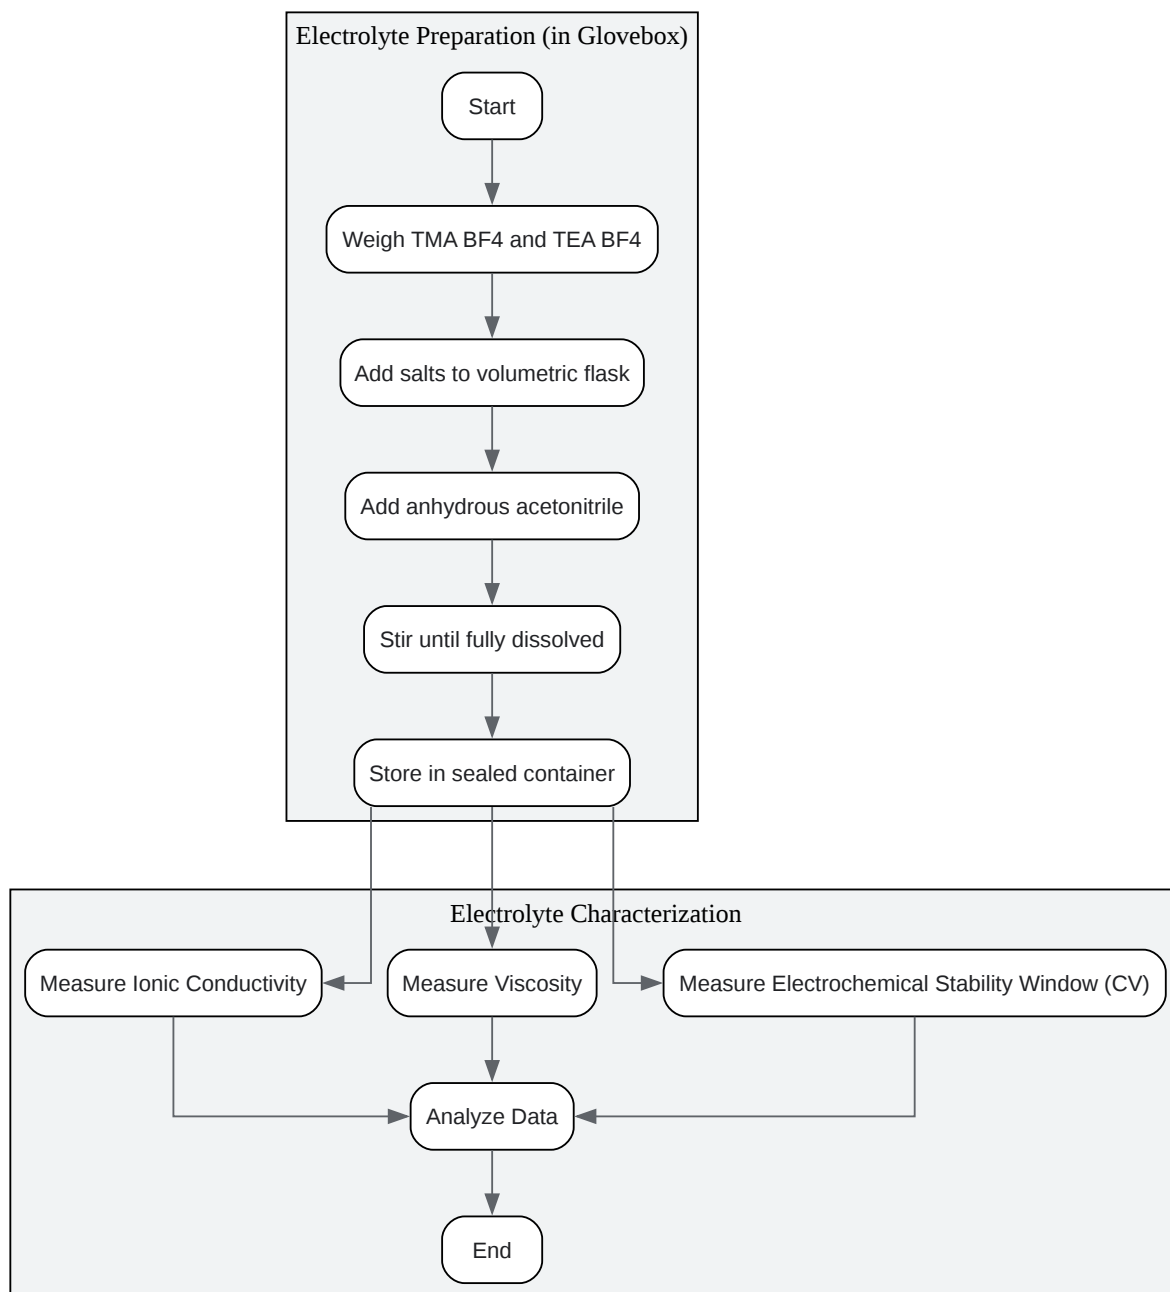 Electrolyte Preparation (in Glovebox)
Start
Weigh TMA BF4 and TEA BF4
Add salts to volumetric flask
Add anhydrous acetonitrile
Stir until fully dissolved
Store in sealed container
Electrolyte Characterization
Measure Ionic Conductivity
Measure Viscosity
Measure Electrochemical Stability Window (CV)
Analyze Data
End